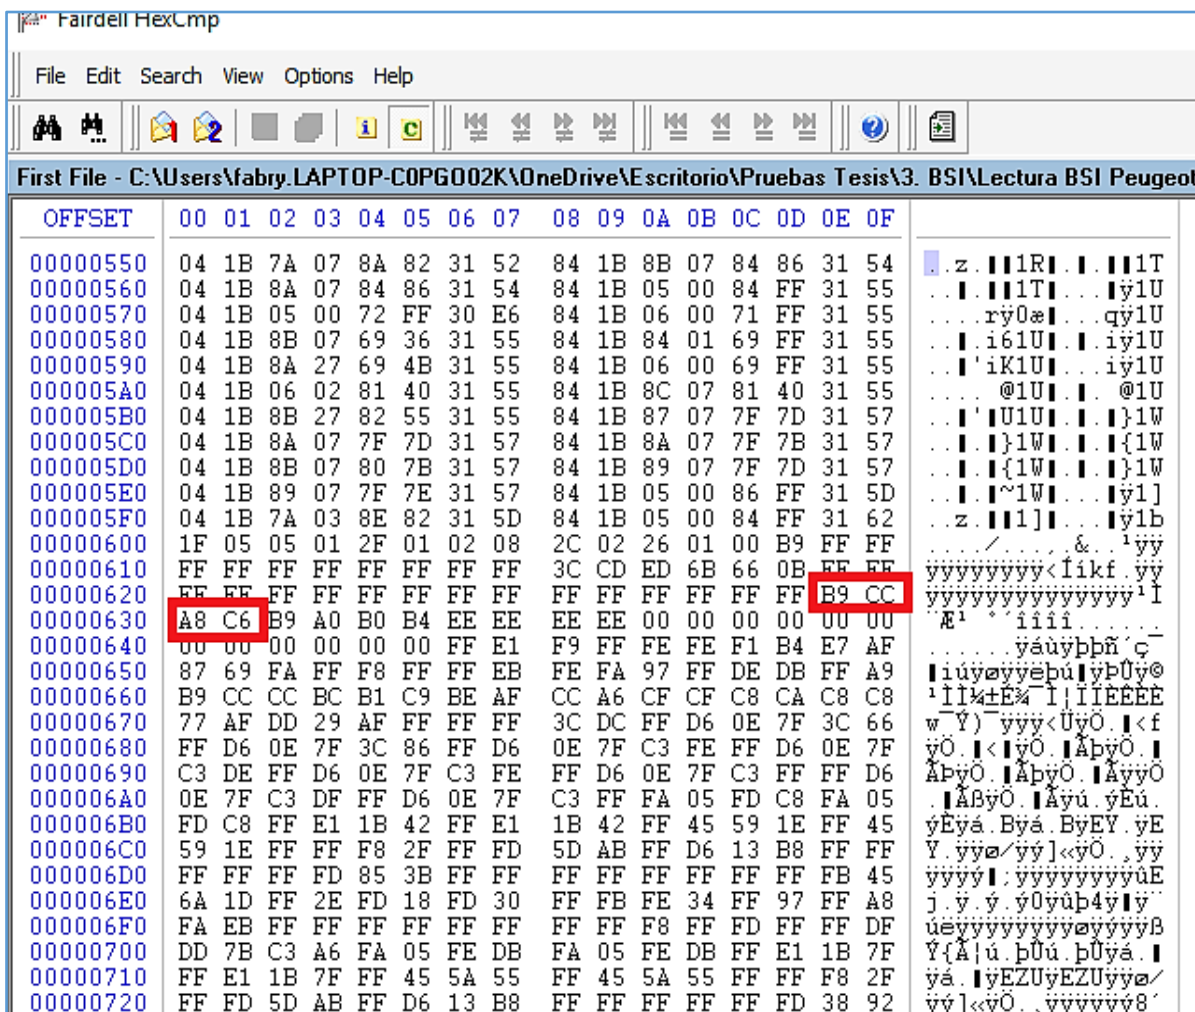 Fairdell HexCmp
File Edit Search View Options Help
First File - C:\Users\fabry.LAPTOP-C0PGO02K\OneDrive\Escritorio\Pruebas Tesis\3. BSI\Lectura BSI Peugeot
OFFSET 00 01 02 03 04 05 06 07 08 09 0A 0B 0C 0D 0E 0F
00000550 04 1B 7A 07 8A 82 31 52 84 1B 8B 07 84 86 31 54
00000560 04 1B 8A 07 84 86 31 54 84 1B 05 00 84 FF 31 55
00000570 04 1B 05 00 72 FF 30 E6 84 1B 06 00 71 FF 31 55
00000580 04 1B 8B 07 69 36 31 55 84 1B 84 01 69 FF 31 55
00000590 04 1B 8A 27 69 4B 31 55 84 1B 06 00 69 FF 31 55
000005A0 04 1B 06 02 81 40 31 55 84 1B 8C 07 81 40 31 55
000005B0 04 1B 8B 27 82 55 31 55 84 1B 87 07 7F 7D 31 57
000005C0 04 1B 8A 07 7F 7D 31 57 84 1B 8A 07 7F 7B 31 57
000005D0 04 1B 8B 07 80 7B 31 57 84 1B 89 07 7F 7D 31 57
000005E0 04 1B 89 07 7F 7E 31 57 84 1B 05 00 86 FF 31 5D
000005F0 04 1B 7A 03 8E 82 31 5D 84 1B 05 00 84 FF 31 62
00000600 1F 05 05 01 2F 01 02 08 2C 02 26 01 00 B9 FF FF
00000610 FF FF FF FF FF FF FF FF 3C CD ED 6B 66 0B FF FF
00000620 FF FF FF FF FF FF FF FF FF FF FF FF FF FF B9 CC
00000630 A8 C6 B9 A0 B0 B4 EE EE EE EE 00 00 00 00 00 00
00000640 00 00 00 00 00 00 FF E1 F9 FF FE FE F1 B4 E7 AF
00000650 87 69 FA FF F8 FF FF EB FE FA 97 FF DE DB FF A9
00000660 B9 CC CC BC B1 C9 BE AF CC A6 CF CF C8 CA C8 C8
00000670 77 AF DD 29 AF FF FF FF 3C DC FF D6 0E 7F 3C 66
00000680 FF D6 0E 7F 3C 86 FF D6 0E 7F C3 FE FF D6 0E 7F
00000690 C3 DE FF D6 0E 7F C3 FE FF D6 0E 7F C3 FF FF D6
000006A0 0E 7F C3 DF FF D6 0E 7F C3 FF FA 05 FD C8 FA 05
000006B0 FD C8 FF E1 1B 42 FF E1 1B 42 FF 45 59 1E FF 45
000006C0 59 1E FF FF F8 2F FF FD 5D AB FF D6 13 B8 FF FF
000006D0 FF FF FF FD 85 3B FF FF FF FF FF FF FF FF FB 45
000006E0 6A 1D FF 2E FD 18 FD 30 FF FB FE 34 FF 97 FF A8
000006F0 FA EB FF FF FF FF FF FF FF FF F8 FF FD FF FF DF
00000700 DD 7B C3 A6 FA 05 FE DB FA 05 FE DB FF E1 1B 7F
00000710 FF E1 1B 7F FF 45 5A 55 FF 45 5A 55 FF FF F8 2F
00000720 FF FD 5D AB FF D6 13 B8 FF FF FF FF FF FD 38 92